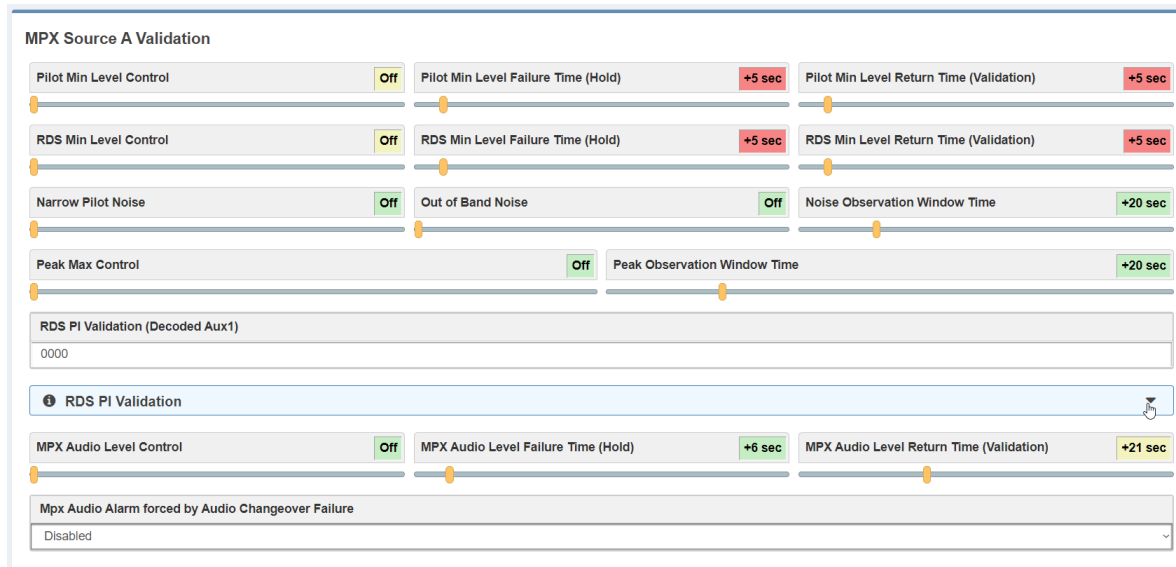 MPX Source A Validation
Pilot Min Level Control Off Pilot Min Level Failure Time (Hold) +5 sec Pilot Min Level Return Time (Validation) +5 sec
RDS Min Level Control Off RDS Min Level Failure Time (Hold) +5 sec RDS Min Level Return Time (Validation) +5 sec
Narrow Pilot Noise Off Out of Band Noise Off Noise Observation Window Time +20 sec
Peak Max Control Off Peak Observation Window Time +20 sec
RDS PI Validation (Decoded Aux1)
0000
RDS PI Validation
MPX Audio Level Control Off MPX Audio Level Failure Time (Hold) +6 sec MPX Audio Level Return Time (Validation) +21 sec
Mpx Audio Alarm forced by Audio Changeover Failure
Disabled